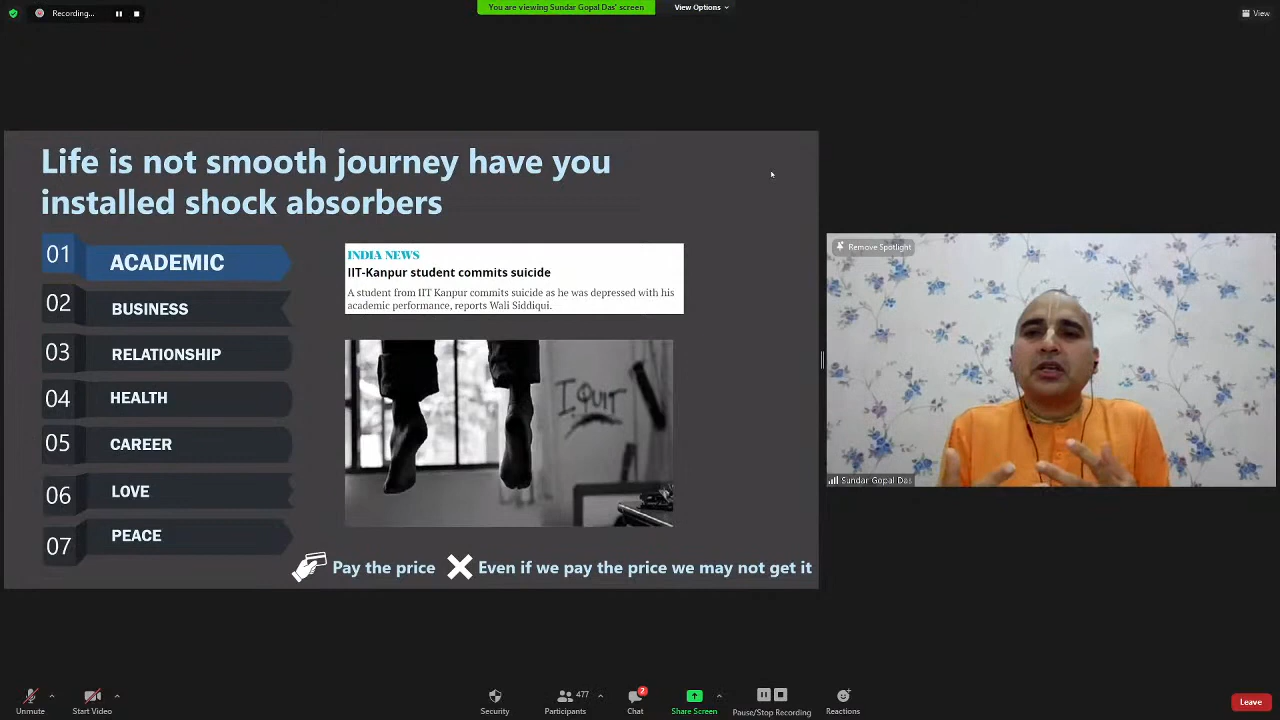 Recording...
You are viewing Sundar Gopal Das' screen
View Options
View
Life is not smooth journey have you
installed shock absorbers
01 ACADEMIC
02 BUSINESS
03 RELATIONSHIP
04 HEALTH
05 CAREER
06 LOVE
07 PEACE
INDIA NEWS
IIT-Kanpur student commits suicide
A student from IIT Kanpur commits suicide as he was depressed with his
academic performance, reports Wali Siddiqui.
I QUIT
Pay the price
Even if we pay the price we may not get it
Remove Spotlight
Sundar Gopal Das
Unmute
Start Video
Security
Participants
477
Chat
2
Share Screen
Pause/Stop Recording
Reactions
Leave